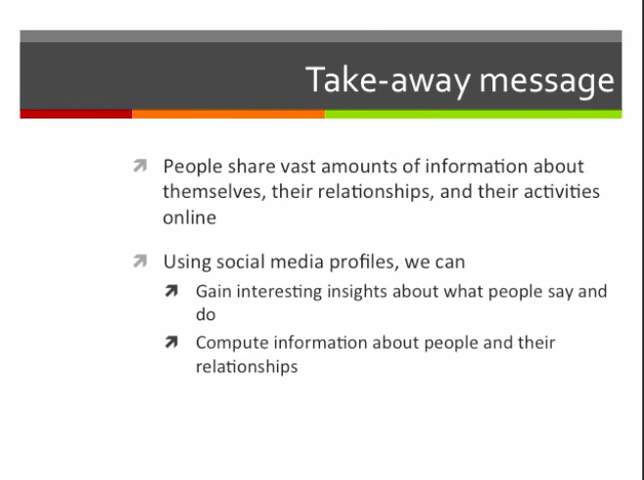 Take-away message
People share vast amounts of information about
themselves, their relationships, and their activities
online
Using social media profiles, we can
Gain interesting insights about what people say and
do
Compute information about people and their
relationships